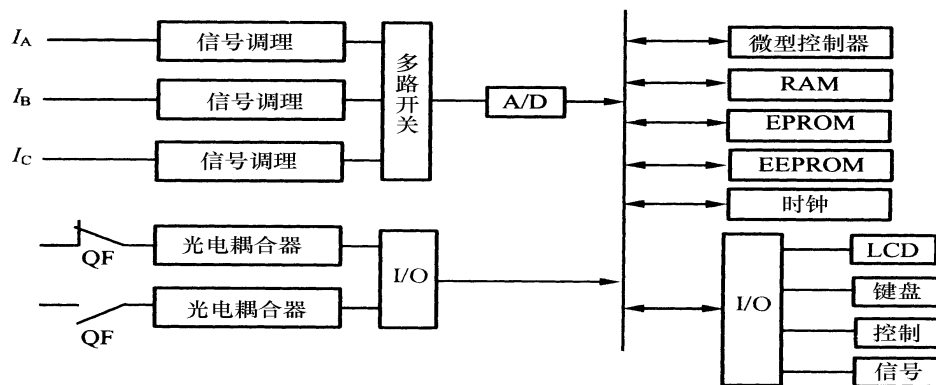 I_A
信号调理
I_B
信号调理
I_C
信号调理
多路开关
A/D
QF
光电耦合器
QF
光电耦合器
I/O
微型控制器
RAM
EPROM
EEPROM
时钟
I/O
LCD
键盘
控制
信号